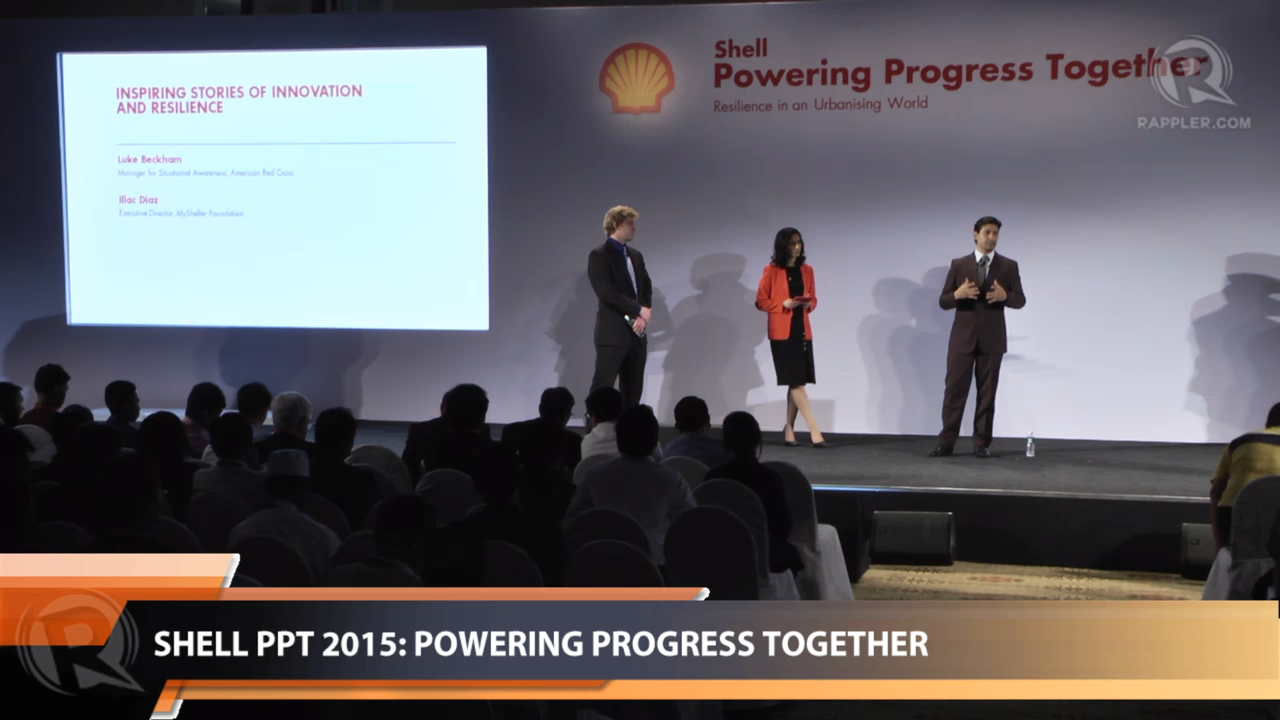 INSPIRING STORIES OF INNOVATION
AND RESILIENCE
Luke Beckham
Manager for Situational Awareness, American Red Cross
Illac Diaz
Executive Director, MyShelter Foundation
Shell
Powering Progress Together
Resilience in an Urbanising World
R
RAPPLER.COM
R
SHELL PPT 2015: POWERING PROGRESS TOGETHER